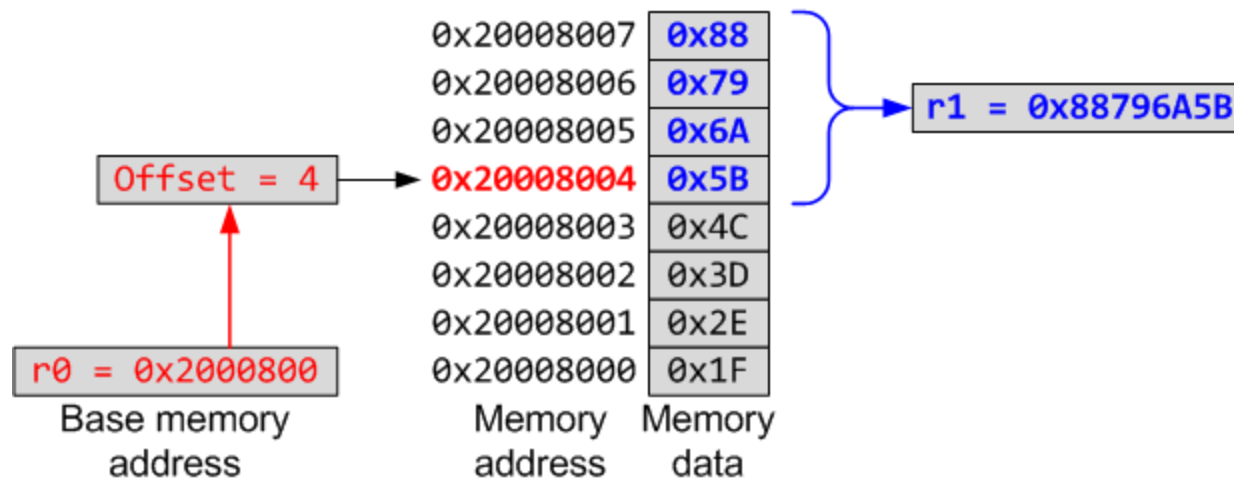 0x20008007 0x88
0x20008006 0x79
r1 = 0x88796A5B
0x20008005 0x6A
Offset = 4
0x20008004 0x5B
0x20008003 0x4C
0x20008002 0x3D
0x20008001 0x2E
r0 = 0x2000800
0x20008000 0x1F
Base memory
address
Memory
address
Memory
data